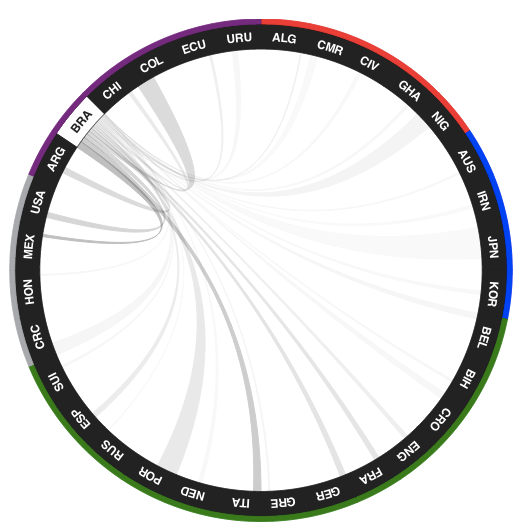 ALG
CMR
CIV
GHA
NIG
AUS
IRN
JPN
KOR
BEL
BIH
CRO
ENG
FRA
GER
GRE
ITA
NED
POR
RUS
ESP
SUI
CRC
HON
MEX
USA
ARG
BRA
CHI
COL
ECU
URU